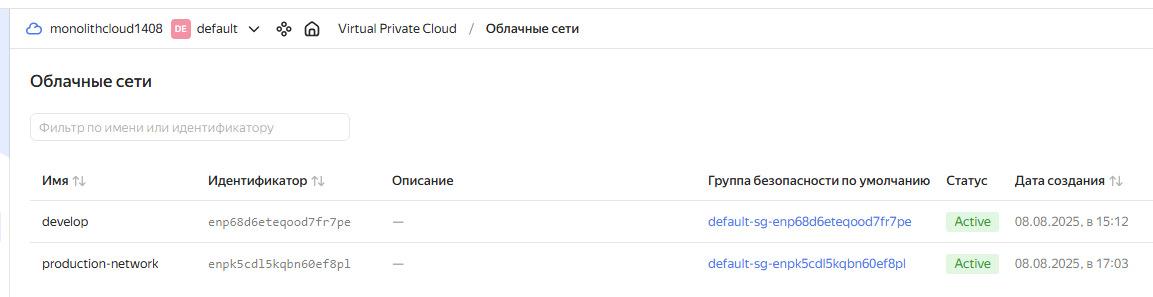 monolithcloud1408 DE default Virtual Private Cloud / Облачные сети
Облачные сети
Фильтр по имени или идентификатору
Имя Идентификатор Описание Группа безопасности по умолчанию Статус Дата создания
develop enp68d6eteqood7fr7pe — default-sg-enp68d6eteqood7fr7pe Active 08.08.2025, в 15:12
production-network enpk5cdl5kqbn60ef8pl — default-sg-enpk5cdl5kqbn60ef8pl Active 08.08.2025, в 17:03